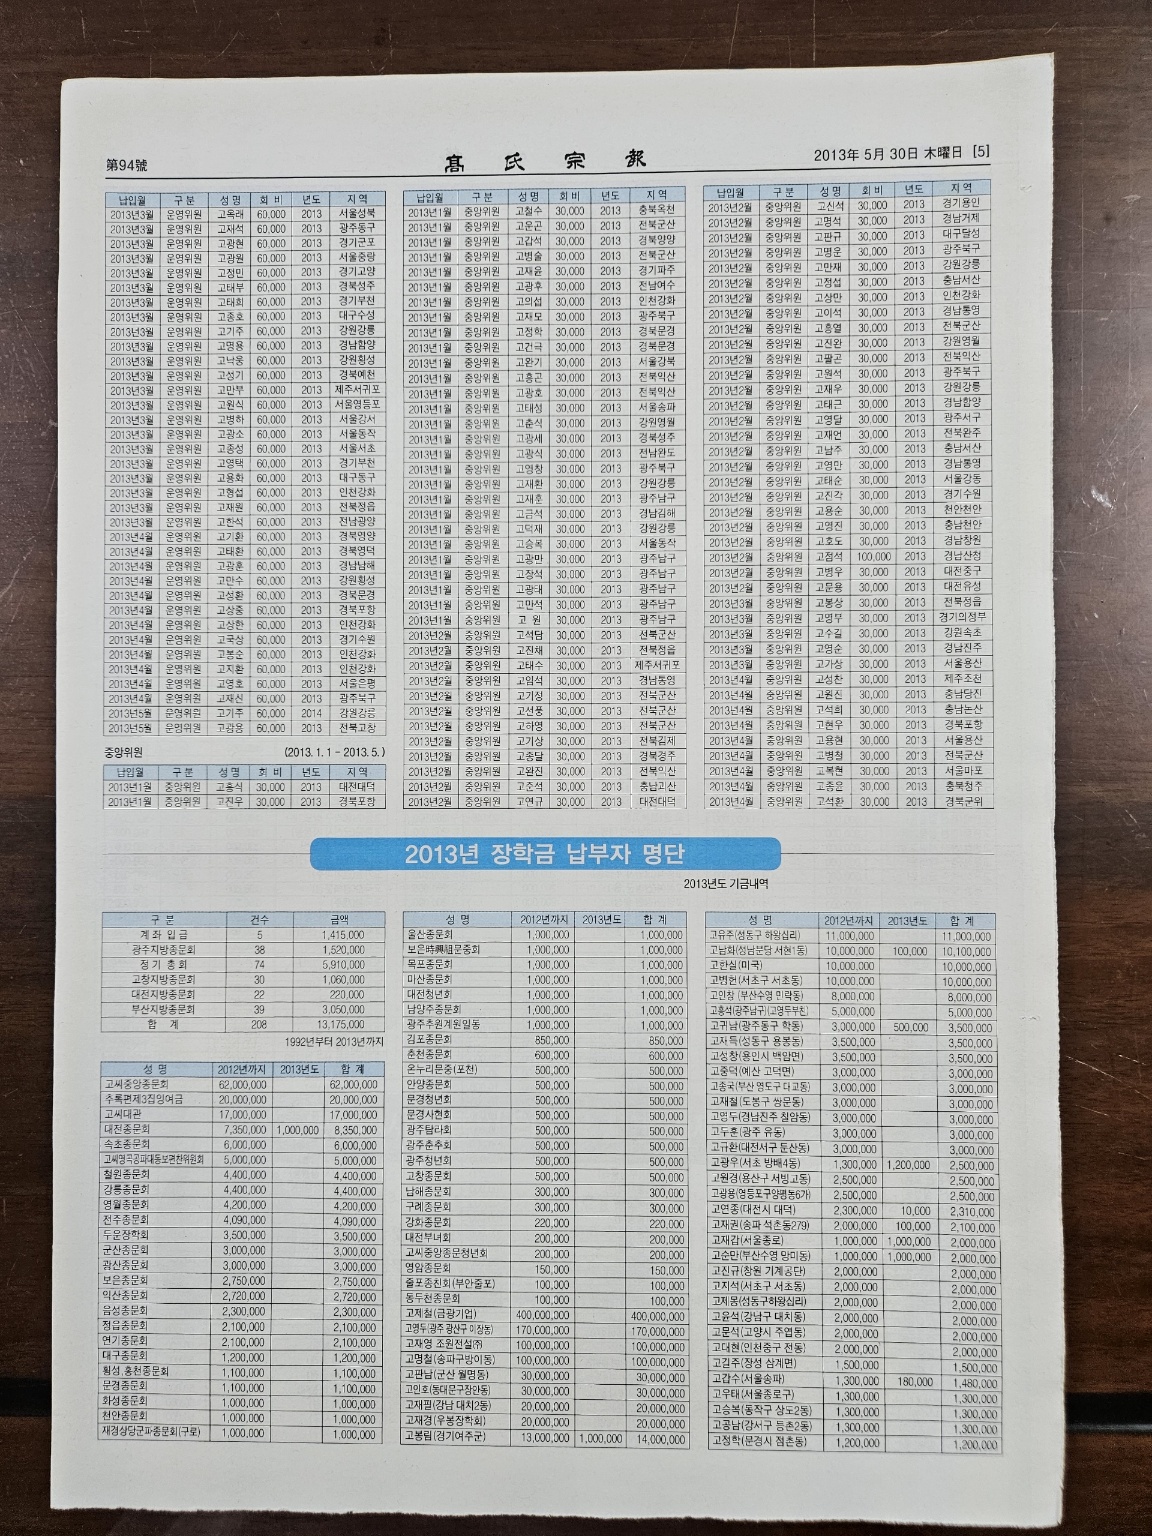 第94號
高氏宗報
2013年 5月 30日 木曜日 [5]
납입월 구 분 성 명 회 비 년도 지 역
2013년3월 운영위원 고옥래 60,000 2013 서울성북
2013년3월 운영위원 고재석 60,000 2013 광주동구
2013년3월 운영위원 고광현 60,000 2013 경기군포
2013년3월 운영위원 고광원 60,000 2013 서울중랑
2013년3월 운영위원 고정민 60,000 2013 경기고양
2013년3월 운영위원 고태부 60,000 2013 경북성주
2013년3월 운영위원 고태희 60,000 2013 경기부천
2013년3월 운영위원 고종호 60,000 2013 대구수성
2013년3월 운영위원 고기주 60,000 2013 강원강릉
2013년3월 운영위원 고명용 60,000 2013 경남함양
2013년3월 운영위원 고낙웅 60,000 2013 강원횡성
2013년3월 운영위원 고성기 60,000 2013 경북예천
2013년3월 운영위원 고만부 60,000 2013 제주서귀포
2013년3월 운영위원 고원식 60,000 2013 서울영등포
2013년3월 운영위원 고병하 60,000 2013 서울강서
2013년3월 운영위원 고광소 60,000 2013 서울동작
2013년3월 운영위원 고종성 60,000 2013 서울서초
2013년3월 운영위원 고영택 60,000 2013 경기부천
2013년3월 운영위원 고용화 60,000 2013 대구동구
2013년3월 운영위원 고형섭 60,000 2013 인천강화
2013년3월 운영위원 고재원 60,000 2013 전북정읍
2013년3월 운영위원 고한석 60,000 2013 전남광양
2013년4월 운영위원 고기환 60,000 2013 경북영양
2013년4월 운영위원 고태환 60,000 2013 경북영덕
2013년4월 운영위원 고광훈 60,000 2013 경남남해
2013년4월 운영위원 고만수 60,000 2013 강원횡성
2013년4월 운영위원 고성환 60,000 2013 경북문경
2013년4월 운영위원 고상중 60,000 2013 경북포항
2013년4월 운영위원 고상한 60,000 2013 인천강화
2013년4월 운영위원 고국상 60,000 2013 경기수원
2013년4월 운영위원 고봉순 60,000 2013 인천강화
2013년4월 운영위원 고지환 60,000 2013 인천강화
2013년4월 운영위원 고영호 60,000 2013 서울은평
2013년4월 운영위원 고재신 60,000 2013 광주북구
2013년5월 운영위원 고기주 60,000 2014 강원강릉
2013년5월 운영위원 고광용 60,000 2013 전북고창
중앙위원 (2013. 1. 1 - 2013. 5.)
납입월 구 분 성 명 회 비 년도 지 역
2013년1월 중앙위원 고홍식 30,000 2013 대전대덕
2013년1월 중앙위원 고진우 30,000 2013 경북포항
납입월 구 분 성 명 회 비 년도 지 역
2013년1월 중앙위원 고철수 30,000 2013 충북옥천
2013년1월 중앙위원 고운곤 30,000 2013 전북군산
2013년1월 중앙위원 고갑석 30,000 2013 경북영양
2013년1월 중앙위원 고병술 30,000 2013 전북군산
2013년1월 중앙위원 고재윤 30,000 2013 경기파주
2013년1월 중앙위원 고광후 30,000 2013 전남여수
2013년1월 중앙위원 고의섭 30,000 2013 인천강화
2013년1월 중앙위원 고재모 30,000 2013 광주북구
2013년1월 중앙위원 고정학 30,000 2013 경북문경
2013년1월 중앙위원 고건극 30,000 2013 경북문경
2013년1월 중앙위원 고완기 30,000 2013 서울강북
2013년1월 중앙위원 고흥곤 30,000 2013 전북익산
2013년1월 중앙위원 고광호 30,000 2013 전북익산
2013년1월 중앙위원 고태성 30,000 2013 서울송파
2013년1월 중앙위원 고춘식 30,000 2013 강원영월
2013년1월 중앙위원 고광세 30,000 2013 경북성주
2013년1월 중앙위원 고광식 30,000 2013 전남완도
2013년1월 중앙위원 고영창 30,000 2013 광주북구
2013년1월 중앙위원 고재환 30,000 2013 강원강릉
2013년1월 중앙위원 고재훈 30,000 2013 광주남구
2013년1월 중앙위원 고금석 30,000 2013 경남김해
2013년1월 중앙위원 고덕재 30,000 2013 강원강릉
2013년1월 중앙위원 고승옥 30,000 2013 서울동작
2013년1월 중앙위원 고광만 30,000 2013 광주남구
2013년1월 중앙위원 고장석 30,000 2013 광주남구
2013년1월 중앙위원 고광태 30,000 2013 광주남구
2013년1월 중앙위원 고만석 30,000 2013 광주남구
2013년1월 중앙위원 고 원 30,000 2013 광주남구
2013년2월 중앙위원 고석담 30,000 2013 전북군산
2013년2월 중앙위원 고진채 30,000 2013 전북정읍
2013년2월 중앙위원 고태수 30,000 2013 제주서귀포
2013년2월 중앙위원 고임석 30,000 2013 경남통영
2013년2월 중앙위원 고기정 30,000 2013 전북군산
2013년2월 중앙위원 고선풍 30,000 2013 전북군산
2013년2월 중앙위원 고하영 30,000 2013 전북군산
2013년2월 중앙위원 고기상 30,000 2013 전북김제
2013년2월 중앙위원 고종달 30,000 2013 경북경주
2013년2월 중앙위원 고완진 30,000 2013 전북익산
2013년2월 중앙위원 고준석 30,000 2013 충남괴산
2013년2월 중앙위원 고연규 30,000 2013 대전대덕
납입월 구 분 성 명 회 비 년도 지 역
2013년2월 중앙위원 고신석 30,000 2013 경기용인
2013년2월 중앙위원 고명석 30,000 2013 경남거제
2013년2월 중앙위원 고판규 30,000 2013 대구달성
2013년2월 중앙위원 고명운 30,000 2013 광주북구
2013년2월 중앙위원 고만재 30,000 2013 강원강릉
2013년2월 중앙위원 고정섭 30,000 2013 충남서산
2013년2월 중앙위원 고상만 30,000 2013 인천강화
2013년2월 중앙위원 고이석 30,000 2013 경남통영
2013년2월 중앙위원 고흥열 30,000 2013 전북군산
2013년2월 중앙위원 고진완 30,000 2013 강원영월
2013년2월 중앙위원 고팔곤 30,000 2013 전북익산
2013년2월 중앙위원 고원석 30,000 2013 광주북구
2013년2월 중앙위원 고재우 30,000 2013 강원강릉
2013년2월 중앙위원 고태근 30,000 2013 경남함양
2013년2월 중앙위원 고영달 30,000 2013 광주서구
2013년2월 중앙위원 고재언 30,000 2013 전북완주
2013년2월 중앙위원 고남주 30,000 2013 충남서산
2013년2월 중앙위원 고영만 30,000 2013 경남통영
2013년2월 중앙위원 고태순 30,000 2013 서울강동
2013년2월 중앙위원 고진각 30,000 2013 경기수원
2013년2월 중앙위원 고용순 30,000 2013 천안천안
2013년2월 중앙위원 고영진 30,000 2013 충남천안
2013년2월 중앙위원 고호도 30,000 2013 경남창원
2013년2월 중앙위원 고점석 100,000 2013 경남산청
2013년2월 중앙위원 고병우 30,000 2013 대전중구
2013년2월 중앙위원 고문용 30,000 2013 대전유성
2013년3월 중앙위원 고봉상 30,000 2013 전북정읍
2013년3월 중앙위원 고영부 30,000 2013 경기의정부
2013년3월 중앙위원 고수길 30,000 2013 강원속초
2013년3월 중앙위원 고영순 30,000 2013 경남진주
2013년3월 중앙위원 고가상 30,000 2013 서울용산
2013년4월 중앙위원 고성찬 30,000 2013 제주조천
2013년4월 중앙위원 고원진 30,000 2013 충남당진
2013년4월 중앙위원 고석희 30,000 2013 충남논산
2013년4월 중앙위원 고현우 30,000 2013 경북포항
2013년4월 중앙위원 고용현 30,000 2013 서울용산
2013년4월 중앙위원 고병철 30,000 2013 전북군산
2013년4월 중앙위원 고복현 30,000 2013 서울마포
2013년4월 중앙위원 고종윤 30,000 2013 충북청주
2013년4월 중앙위원 고석환 30,000 2013 경북군위
2013년 장학금 납부자 명단
2013년도 기금내역
구 분 건수 금액
계 좌 입 금 5 1,415,000
광주지방종문회 38 1,520,000
정 기 총 회 74 5,910,000
고창지방종문회 30 1,060,000
대전지방종문회 22 220,000
부산지방종문회 39 3,050,000
합 계 208 13,175,000
1992년부터 2013년까지
성 명 2012년까지 2013년도 합 계
고씨중앙종문회 62,000,000 62,000,000
추록편제3집잉여금 20,000,000 20,000,000
고씨대관 17,000,000 17,000,000
대전종문회 7,350,000 1,000,000 8,350,000
속초종문회 6,000,000 6,000,000
고씨명곡공파대동보편찬위원회 5,000,000 5,000,000
철원종문회 4,400,000 4,400,000
강릉종문회 4,400,000 4,400,000
영월종문회 4,200,000 4,200,000
전주종문회 4,090,000 4,090,000
두운장학회 3,500,000 3,500,000
군산종문회 3,000,000 3,000,000
광산종문회 3,000,000 3,000,000
보은종문회 2,750,000 2,750,000
익산종문회 2,720,000 2,720,000
음성종문회 2,300,000 2,300,000
정읍종문회 2,100,000 2,100,000
연기종문회 2,100,000 2,100,000
대구종문회 1,200,000 1,200,000
횡성,홍천종문회 1,100,000 1,100,000
문경종문회 1,100,000 1,100,000
화성종문회 1,000,000 1,000,000
천안종문회 1,000,000 1,000,000
재경상당군파종문회(구로) 1,000,000 1,000,000
성 명 2012년까지 2013년도 합 계
울산종문회 1,000,000 1,000,000
보은時興組문중회 1,000,000 1,000,000
목포종문회 1,000,000 1,000,000
마산종문회 1,000,000 1,000,000
대전청년회 1,000,000 1,000,000
남양주종문회 1,000,000 1,000,000
광주추원계원일동 1,000,000 1,000,000
김포종문회 850,000 850,000
춘천종문회 600,000 600,000
온누리문중(포천) 500,000 500,000
안양종문회 500,000 500,000
문경청년회 500,000 500,000
문경사현회 500,000 500,000
광주탐라회 500,000 500,000
광주춘추회 500,000 500,000
광주청년회 500,000 500,000
고창종문회 500,000 500,000
남해종문회 300,000 300,000
구례종문회 300,000 300,000
강화종문회 220,000 220,000
대전부녀회 200,000 200,000
고씨중앙종문청년회 200,000 200,000
영암종문회 150,000 150,000
줄포종친회(부안줄포) 100,000 100,000
동두천종문회 100,000 100,000
고제철(금광기업) 400,000,000 400,000,000
고영두(광주 광산구 이장동) 170,000,000 170,000,000
고재영 조원전설㈜ 100,000,000 100,000,000
고명철(송파구방이동) 100,000,000 100,000,000
고판남(군산 월명동) 30,000,000 30,000,000
고인호(동대문구장안동) 30,000,000 30,000,000
고재필(강남 대치2동) 20,000,000 20,000,000
고재경(우봉장학회) 20,000,000 20,000,000
고봉림(경기여주군) 13,000,000 1,000,000 14,000,000
성 명 2012년까지 2013년도 합 계
고유주(성동구 하왕십리) 11,000,000 11,000,000
고남화(성남분당 서현1동) 10,000,000 100,000 10,100,000
고한실(미국) 10,000,000 10,000,000
고병헌(서초구 서초동) 10,000,000 10,000,000
고인창 (부산수영 민락동) 8,000,000 8,000,000
고흥석(광주남구)(고영두부친) 5,000,000 5,000,000
고귀남(광주동구 학동) 3,000,000 500,000 3,500,000
고재득(성동구 용봉동) 3,500,000 3,500,000
고성창(용인시 백암면) 3,500,000 3,500,000
고중덕(예산 고덕면) 3,000,000 3,000,000
고종국(부산 영도구 대교동) 3,000,000 3,000,000
고재철(도봉구 쌍문동) 3,000,000 3,000,000
고영두(경남진주 칠암동) 3,000,000 3,000,000
고두훈(광주 유동) 3,000,000 3,000,000
고규환(대전서구 둔산동) 3,000,000 3,000,000
고광우(서초 방배4동) 1,300,000 1,200,000 2,500,000
고원경(용산구 서빙고동) 2,500,000 2,500,000
고광용(영등포구양평동6가) 2,500,000 2,500,000
고연종(대전시 대덕) 2,300,000 10,000 2,310,000
고재권(송파 석촌동279) 2,000,000 100,000 2,100,000
고재갑(서울종로) 1,000,000 1,000,000 2,000,000
고순만(부산수영 망미동) 1,000,000 1,000,000 2,000,000
고진규(창원 기계공단) 2,000,000 2,000,000
고지석(서초구 서초동) 2,000,000 2,000,000
고제몽(성동구하왕십리) 2,000,000 2,000,000
고윤석(강남구 대치동) 2,000,000 2,000,000
고문석(고양시 주엽동) 2,000,000 2,000,000
고대현(인천중구 전동) 2,000,000 2,000,000
고길주(장성 삼계면) 1,500,000 1,500,000
고갑수(서울송파) 1,300,000 180,000 1,480,000
고우태(서울종로구) 1,300,000 1,300,000
고승복(동작구 상도2동) 1,300,000 1,300,000
고공남(강서구 등촌2동) 1,300,000 1,300,000
고정학(문경시 점촌동) 1,200,000 1,200,000